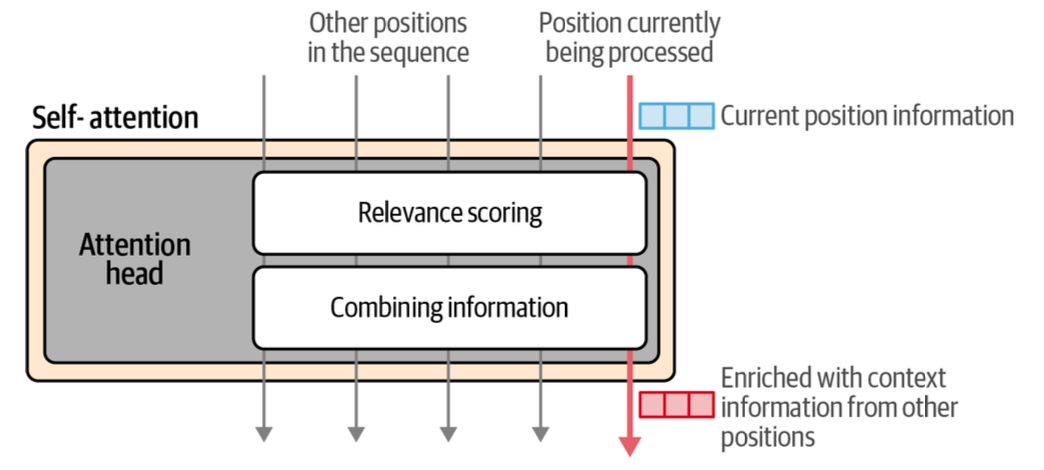 Other positions
in the sequence
Position currently
being processed
Self- attention
Current position information
Relevance scoring
Attention
head
Combining information
Enriched with context
information from other
positions